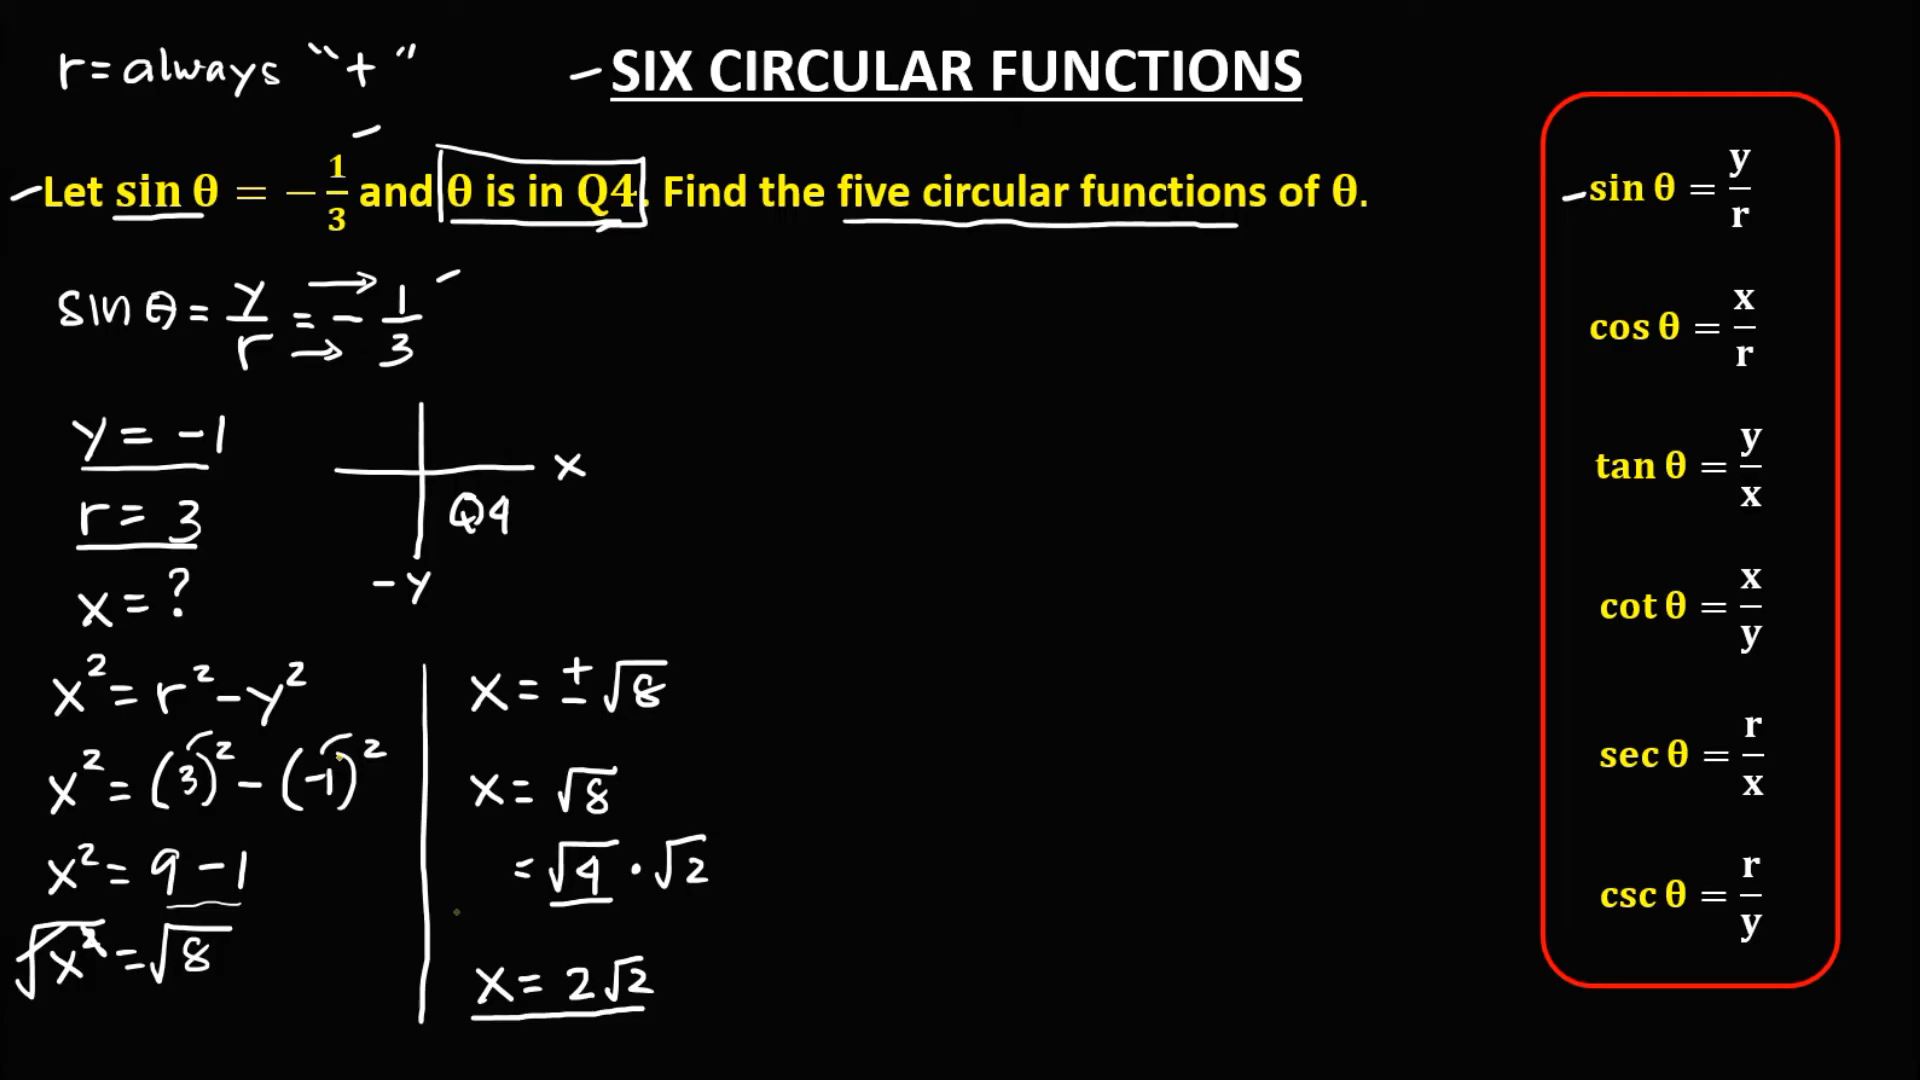 r = always "+"
SIX CIRCULAR FUNCTIONS
Let sin θ = − 1/3 and θ is in Q4. Find the five circular functions of θ.
sin θ = y/r = − 1/3
y = −1
r = 3
x = ?
x
Q4
−y
x² = r² − y²
x² = (3)² − (−1)²
x² = 9 − 1
√x² = √8
x = ± √8
x = √8
= √4 · √2
x = 2√2
sin θ = y/r
cos θ = x/r
tan θ = y/x
cot θ = x/y
sec θ = r/x
csc θ = r/y